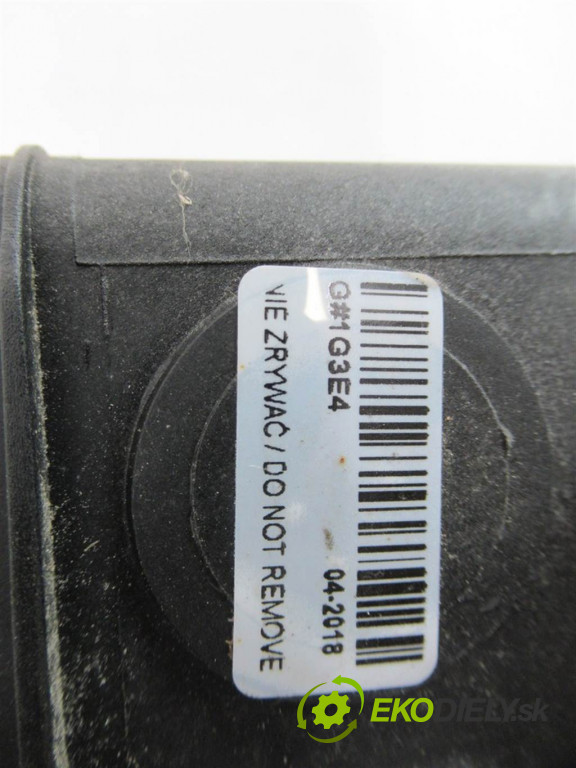 G#1G3E4 04-2018
NIE ZRYWAĆ / DO NOT REMOVE
EKODIELY.sk